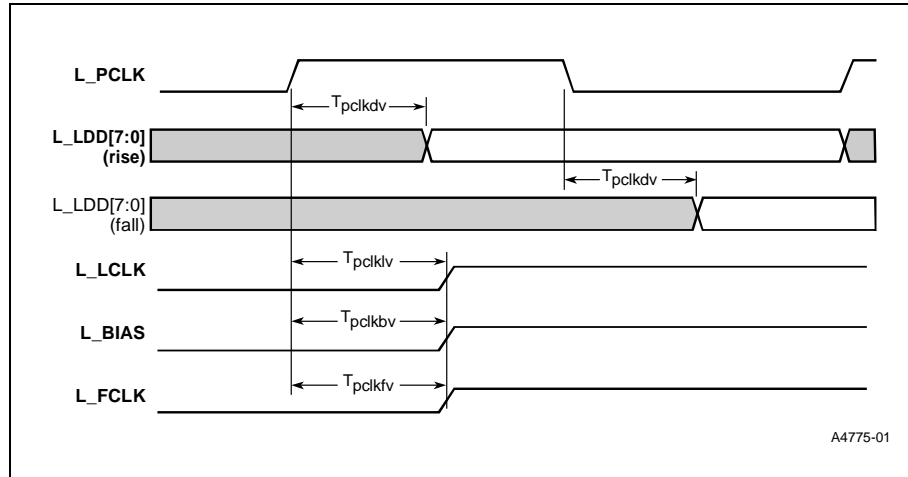 L_PCLK
Tpclkdv
L_LDD[7:0]
(rise)
Tpclkdv
L_LDD[7:0]
(fall)
Tpclklv
L_LCLK
Tpclkbv
L_BIAS
Tpclkfv
L_FCLK
A4775-01